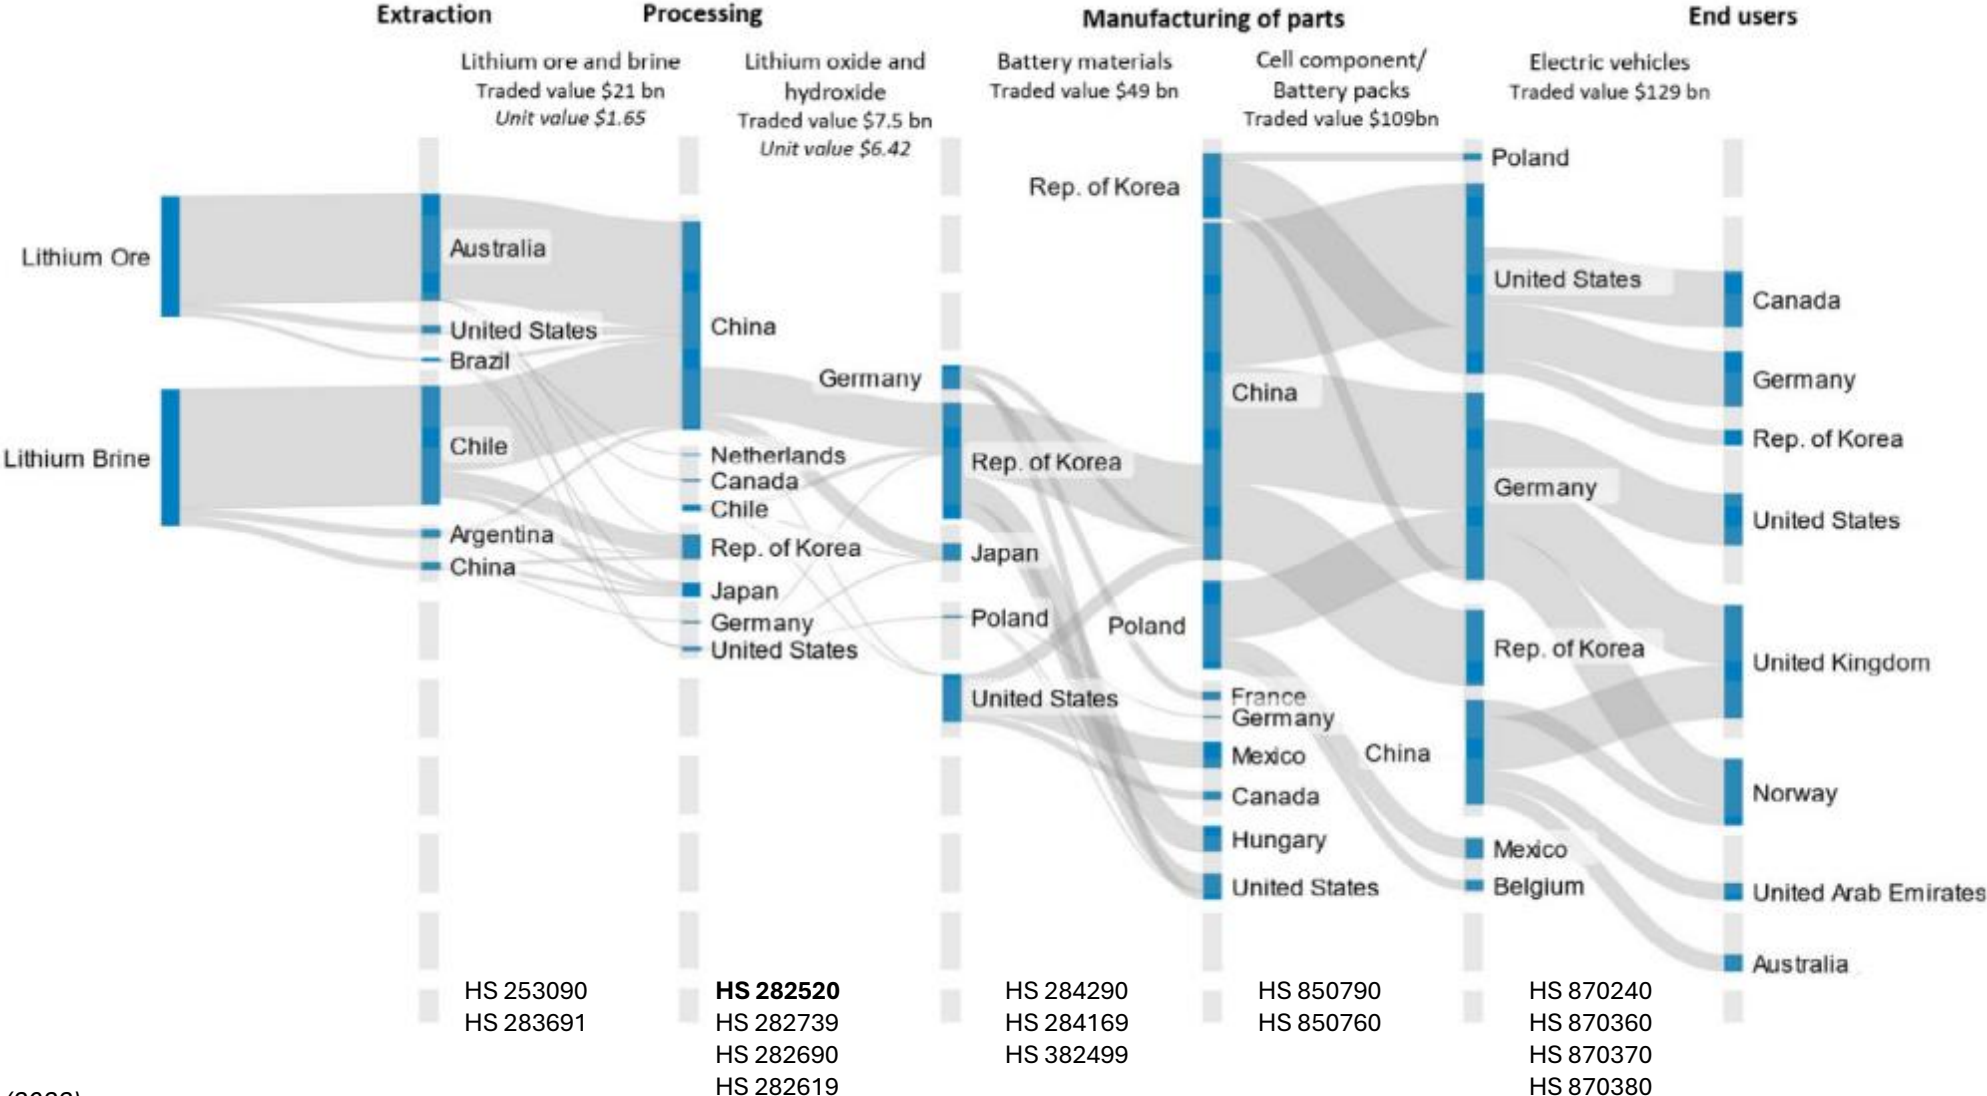 Extraction
Processing
Manufacturing of parts
End users
Lithium ore and brine
Traded value $21 bn
Unit value $1.65
Lithium oxide and
hydroxide
Traded value $7.5 bn
Unit value $6.42
Battery materials
Traded value $49 bn
Cell component/
Battery packs
Traded value $109bn
Electric vehicles
Traded value $129 bn
Lithium Ore
Lithium Brine
Australia
United States
Brazil
Chile
Argentina
China
China
Netherlands
Canada
Chile
Rep. of Korea
Japan
Germany
United States
Germany
Rep. of Korea
Japan
Poland
United States
Rep. of Korea
China
Poland
France
Germany
Mexico
Canada
Hungary
United States
Poland
United States
Germany
Rep. of Korea
China
Mexico
Belgium
Canada
Germany
Rep. of Korea
United States
United Kingdom
Norway
United Arab Emirates
Australia
HS 253090
HS 283691
HS 282520
HS 282739
HS 282690
HS 282619
HS 284290
HS 284169
HS 382499
HS 850790
HS 850760
HS 870240
HS 870360
HS 870370
HS 870380